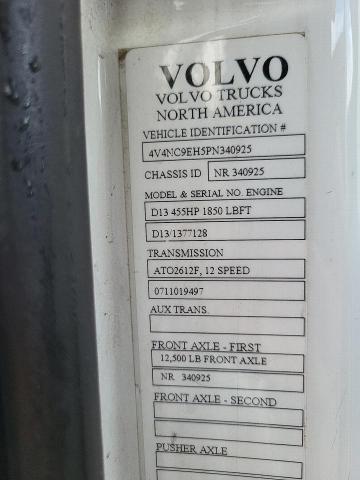 VOLVO
VOLVO TRUCKS
NORTH AMERICA
VEHICLE IDENTIFICATION #
4V4NC9EH5PN340925
CHASSIS ID NR 340925
MODEL & SERIAL NO. ENGINE
D13 455HP 1850 LBFT
D13/1377128
TRANSMISSION
ATO2612F, 12 SPEED
0711019497
AUX TRANS.
FRONT AXLE - FIRST
12,500 LB FRONT AXLE
NR 340925
FRONT AXLE - SECOND
PUSHER AXLE